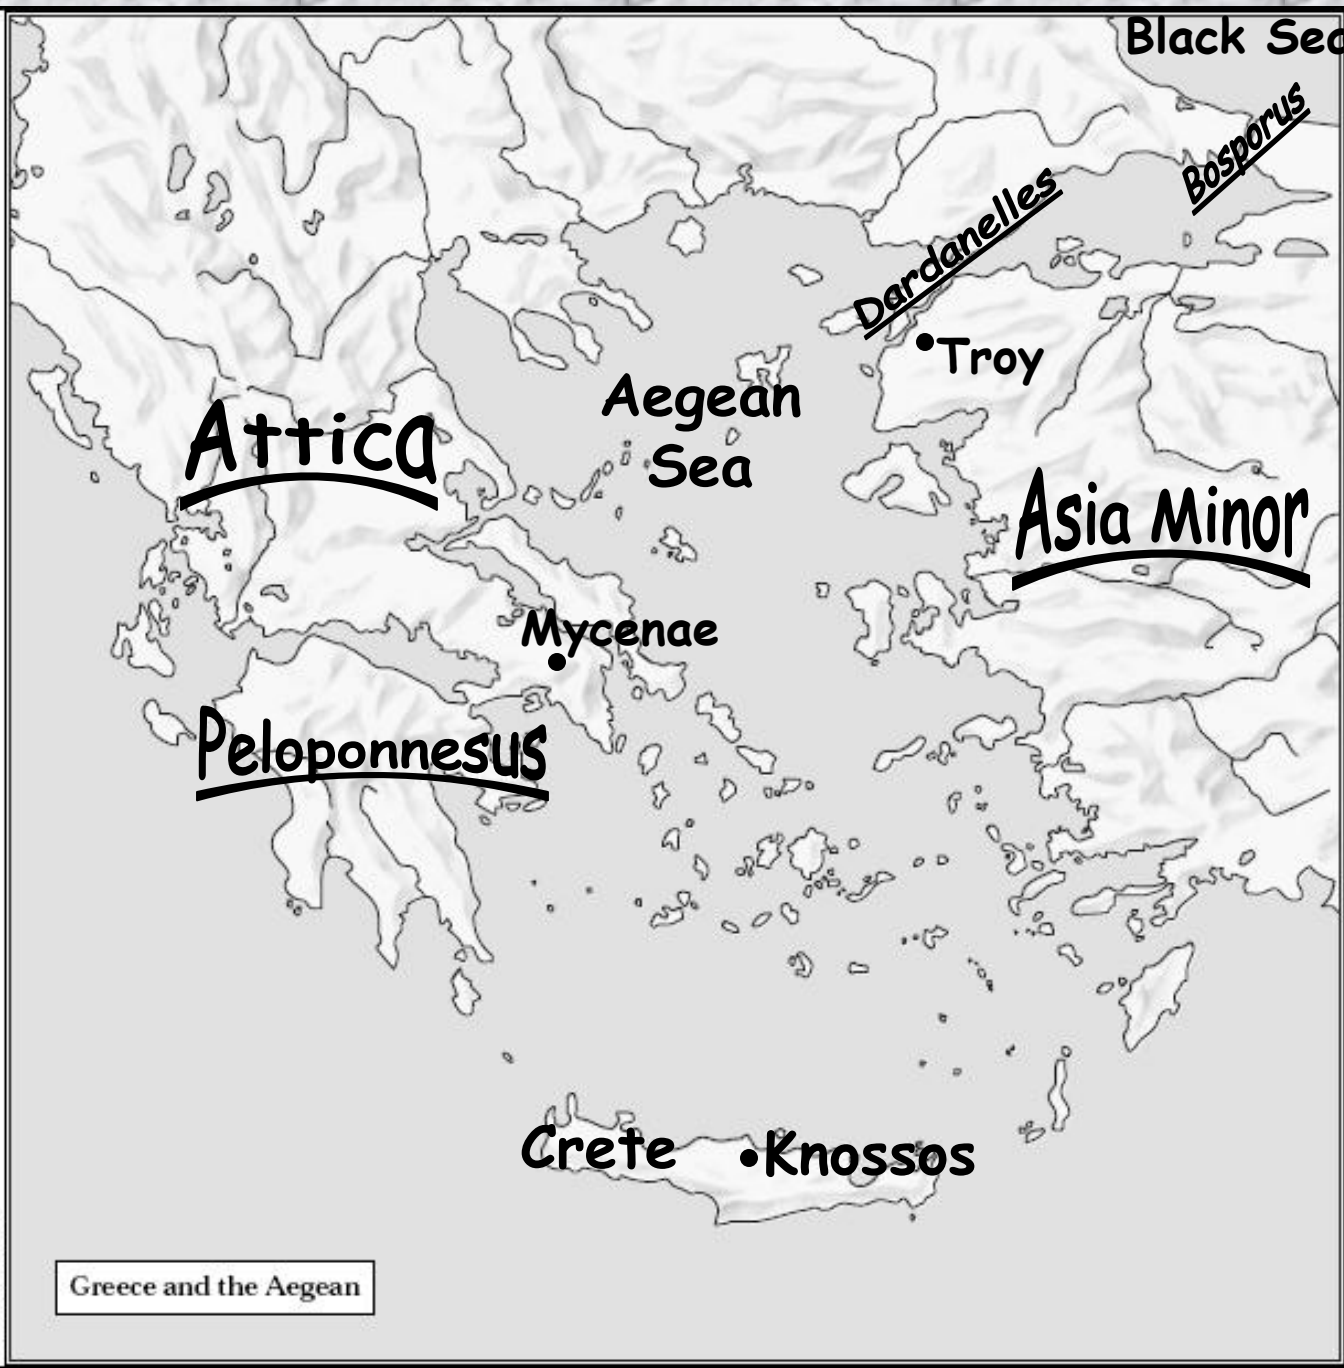 Black Sea
Bosporus
Dardanelles
Troy
Aegean
Sea
Attica
Asia Minor
Mycenae
Peloponnesus
Crete
Knossos
Greece and the Aegean